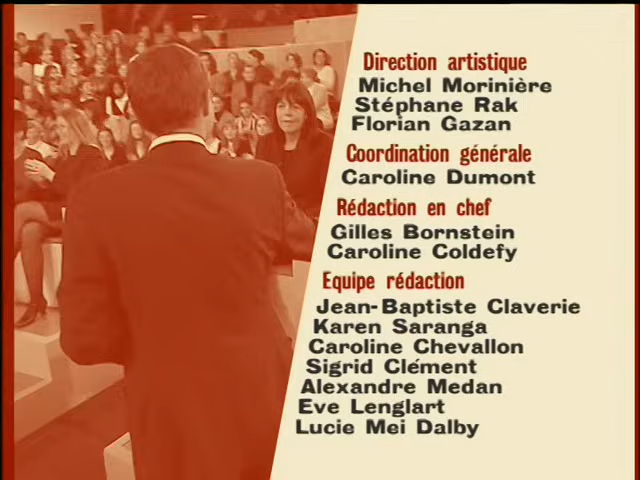 Direction artistique
Michel Morinière
Stéphane Rak
Florian Gazan
Coordination générale
Caroline Dumont
Rédaction en chef
Gilles Bornstein
Caroline Coldefy
Equipe rédaction
Jean-Baptiste Claverie
Karen Saranga
Caroline Chevallon
Sigrid Clément
Alexandre Medan
Eve Lenglart
Lucie Mei Dalby